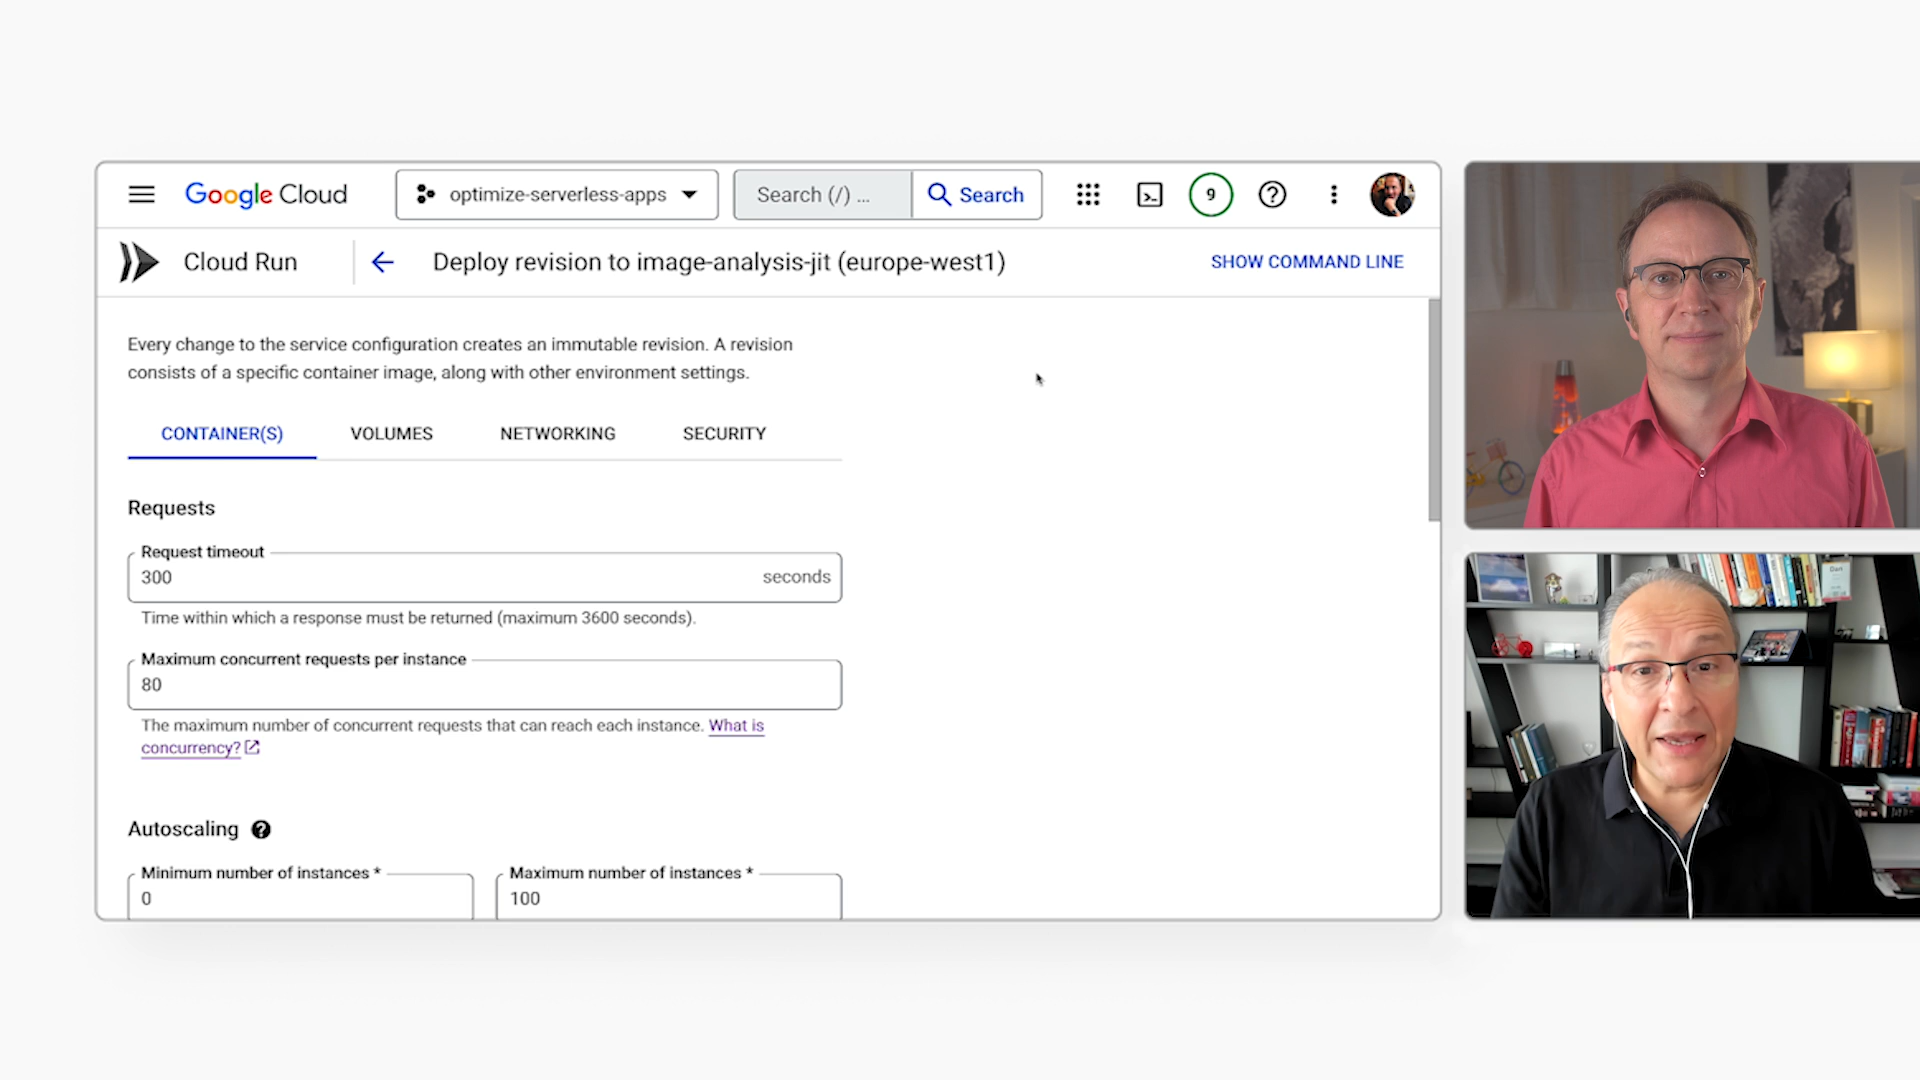 Google Cloud
optimize-serverless-apps
Search (/) ...
Search
9
Cloud Run
Deploy revision to image-analysis-jit (europe-west1)
SHOW COMMAND LINE
Every change to the service configuration creates an immutable revision. A revision
consists of a specific container image, along with other environment settings.
CONTAINER(S)
VOLUMES
NETWORKING
SECURITY
Requests
Request timeout
300
seconds
Time within which a response must be returned (maximum 3600 seconds).
Maximum concurrent requests per instance
80
The maximum number of concurrent requests that can reach each instance. What is
concurrency?
Autoscaling
Minimum number of instances *
0
Maximum number of instances *
100
Dan